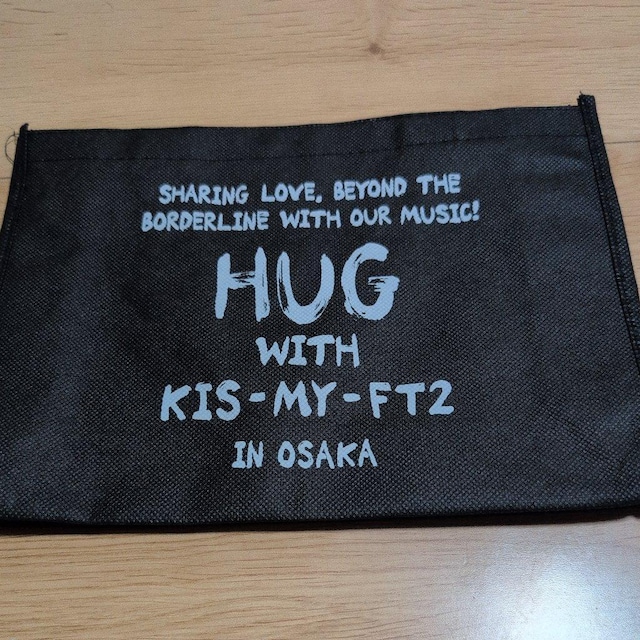 SHARING LOVE, BEYOND THE
BORDERLINE WITH OUR MUSIC!
HUG
WITH
KIS-MY-FT2
IN OSAKA